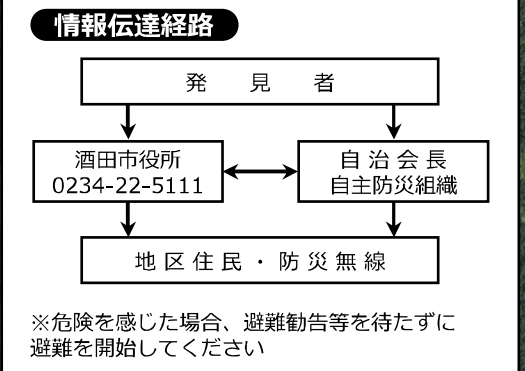 情報伝達経路
発見者
酒田市役所
0234-22-5111
自治会長
自主防災組織
地区住民・防災無線
※危険を感じた場合、避難勧告等を待たずに
避難を開始してください